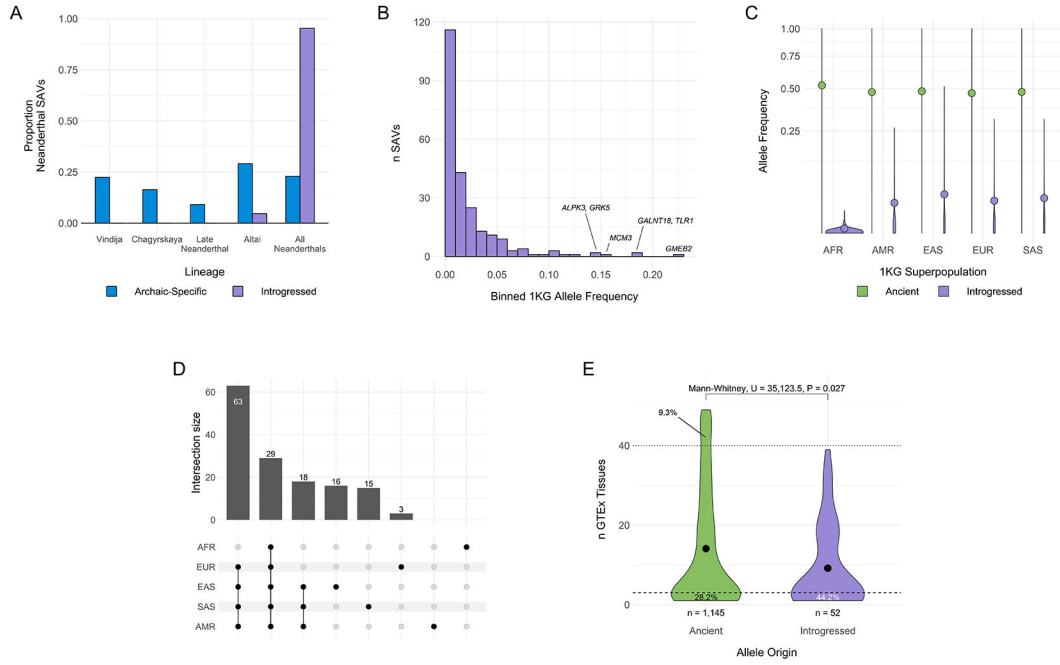 A
Proportion
Neanderthal SAVs
1.00
0.75
0.50
0.25
0.00
Vindija
Chagyrskaya
Late
Neanderthal
Altai
All
Neanderthals
Lineage
Archaic-Specific
Introgressed
B
n SAVs
120
90
60
30
0
ALPK3, GRK5
MCM3
GALNT18, TLR1
GMEB2
0.00
0.05
0.10
0.15
0.20
Binned 1KG Allele Frequency
C
Allele Frequency
1.00
0.75
0.50
0.25
AFR
AMR
EAS
EUR
SAS
1KG Superpopulation
Ancient
Introgressed
D
Intersection size
60
40
20
0
63
29
18
16
15
3
AFR
EUR
EAS
SAS
AMR
E
Mann-Whitney, U = 35,123.5, P = 0.027
n GTEx Tissues
40
20
0
9.3%
28.2%
44.2%
n = 1,145
n = 52
Ancient
Introgressed
Allele Origin